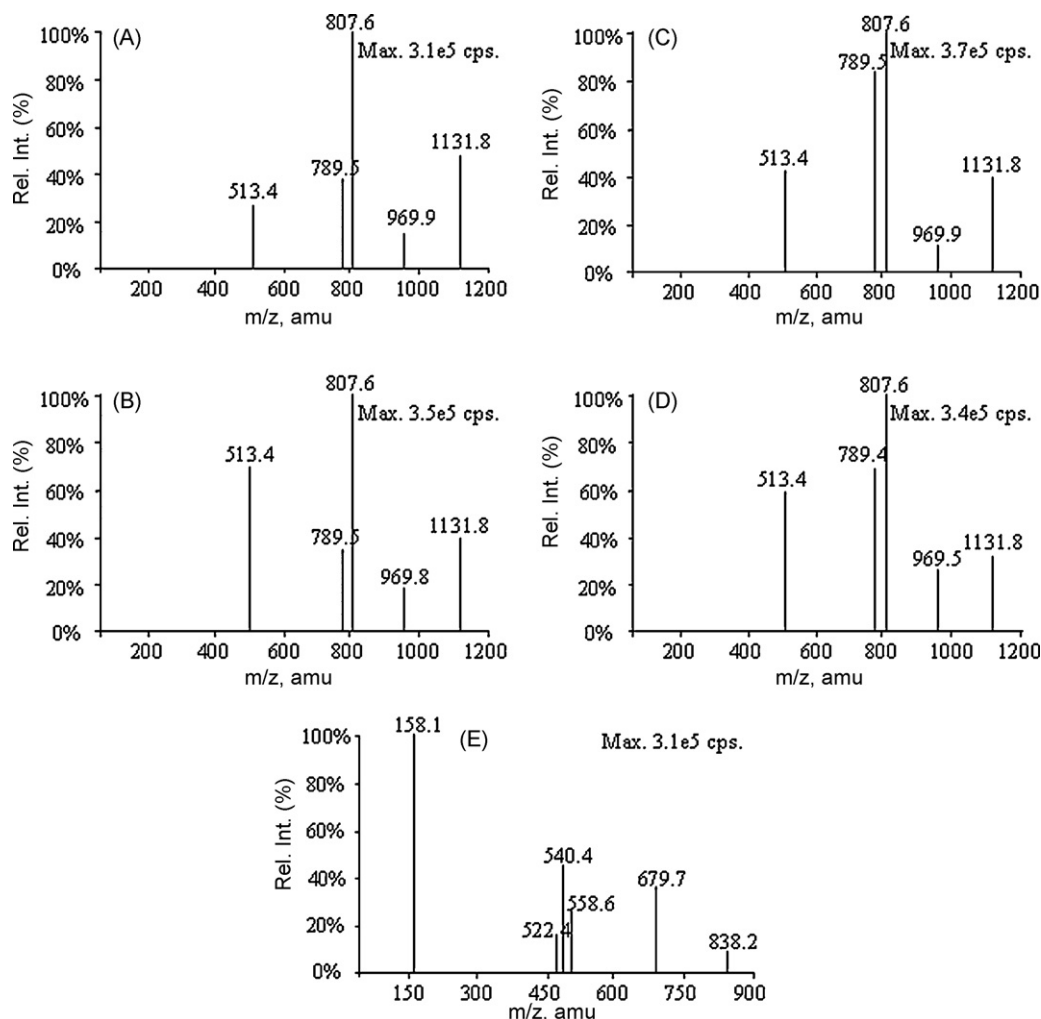 (A)
807.6
Max. 3.1e5 cps.
100%
80%
60%
40%
20%
0%
Rel. Int. (%)
513.4
789.5
969.9
1131.8
200 400 600 800 1000 1200
m/z, amu
(C)
807.6
Max. 3.7e5 cps.
100%
80%
60%
40%
20%
0%
Rel. Int. (%)
789.5
513.4
969.9
1131.8
200 400 600 800 1000 1200
m/z, amu
(B)
807.6
Max. 3.5e5 cps.
100%
80%
60%
40%
20%
0%
Rel. Int. (%)
513.4
789.5
969.8
1131.8
200 400 600 800 1000 1200
m/z, amu
(D)
807.6
Max. 3.4e5 cps.
100%
80%
60%
40%
20%
0%
Rel. Int. (%)
789.4
513.4
969.5
1131.8
200 400 600 800 1000 1200
m/z, amu
158.1
(E)
Max. 3.1e5 cps.
100%
80%
60%
40%
20%
0%
Rel. Int. (%)
540.4
522.4
558.6
679.7
838.2
150 300 450 600 750 900
m/z, amu